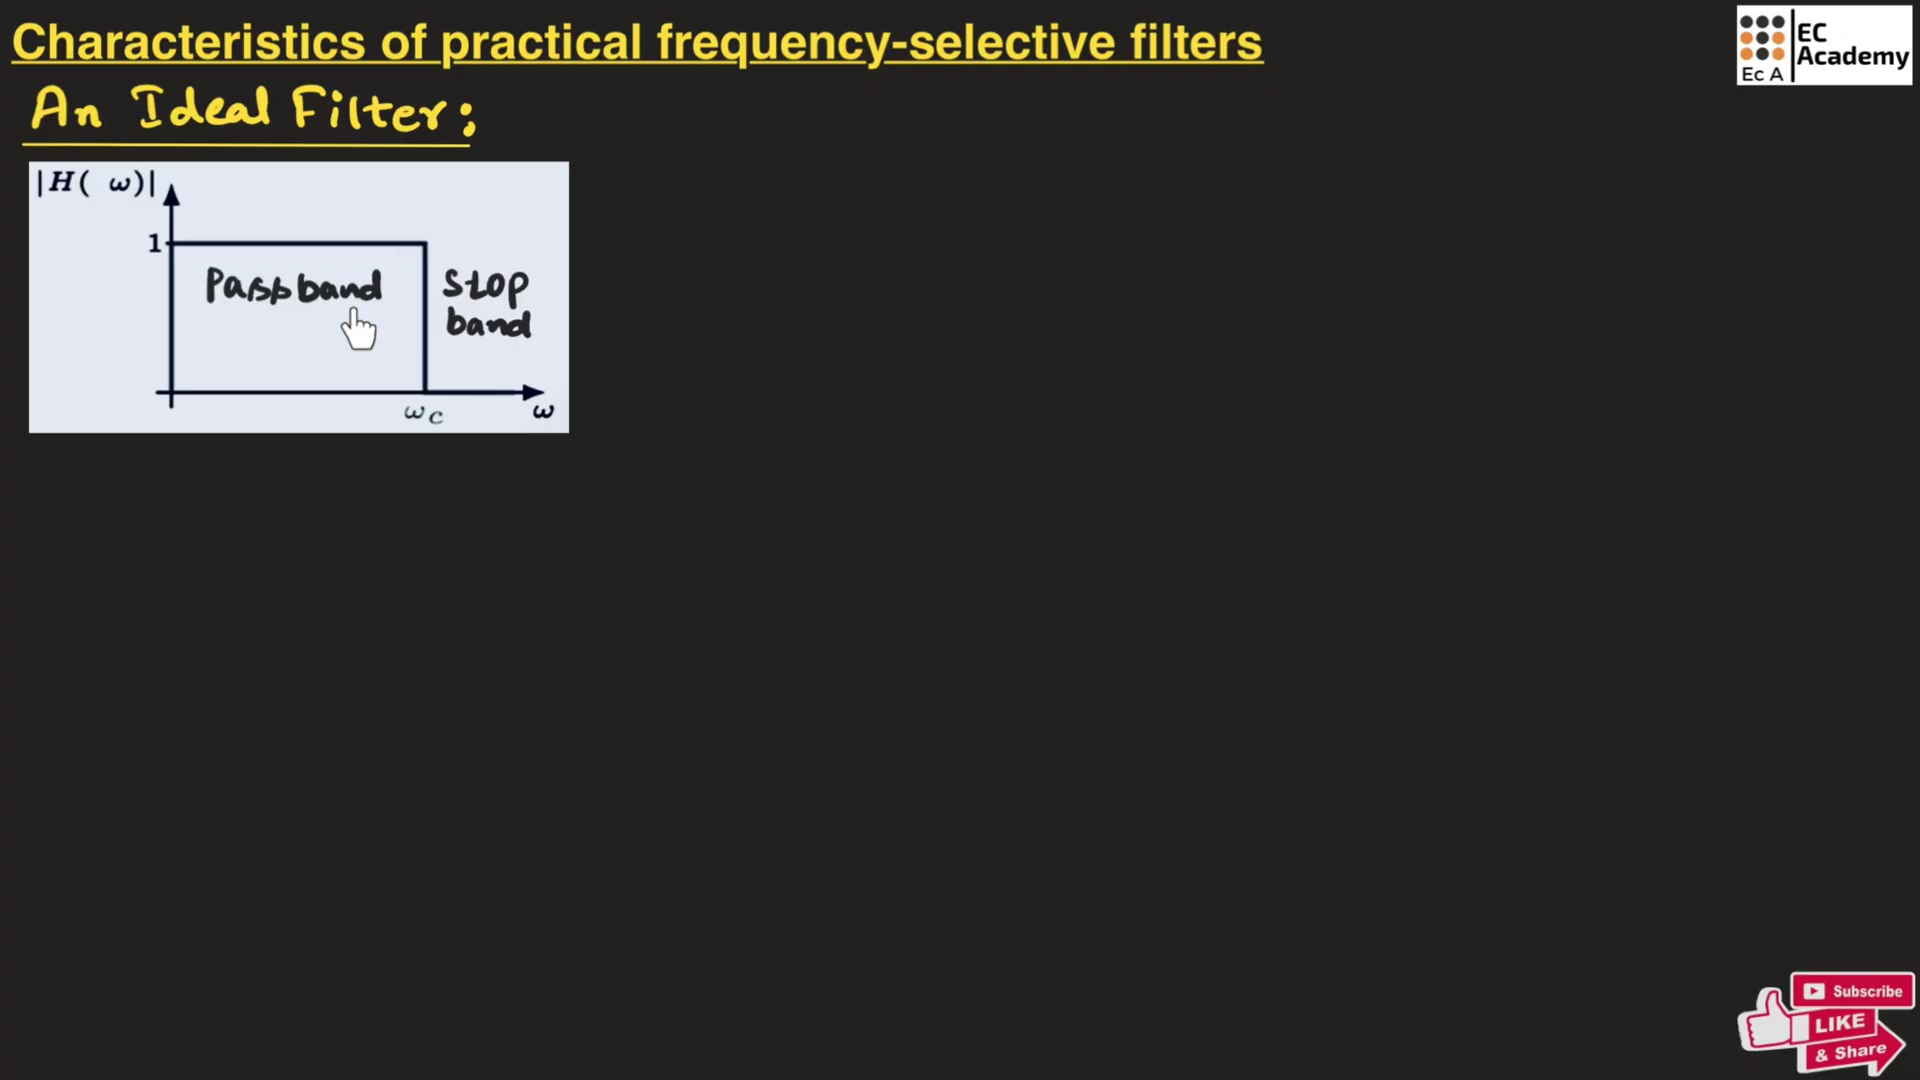 Characteristics of practical frequency-selective filters
EC
Academy
Ec A
An Ideal Filter:
|H( ω)|
1
Passband
Stop
band
ωc
ω
Subscribe
LIKE
& Share